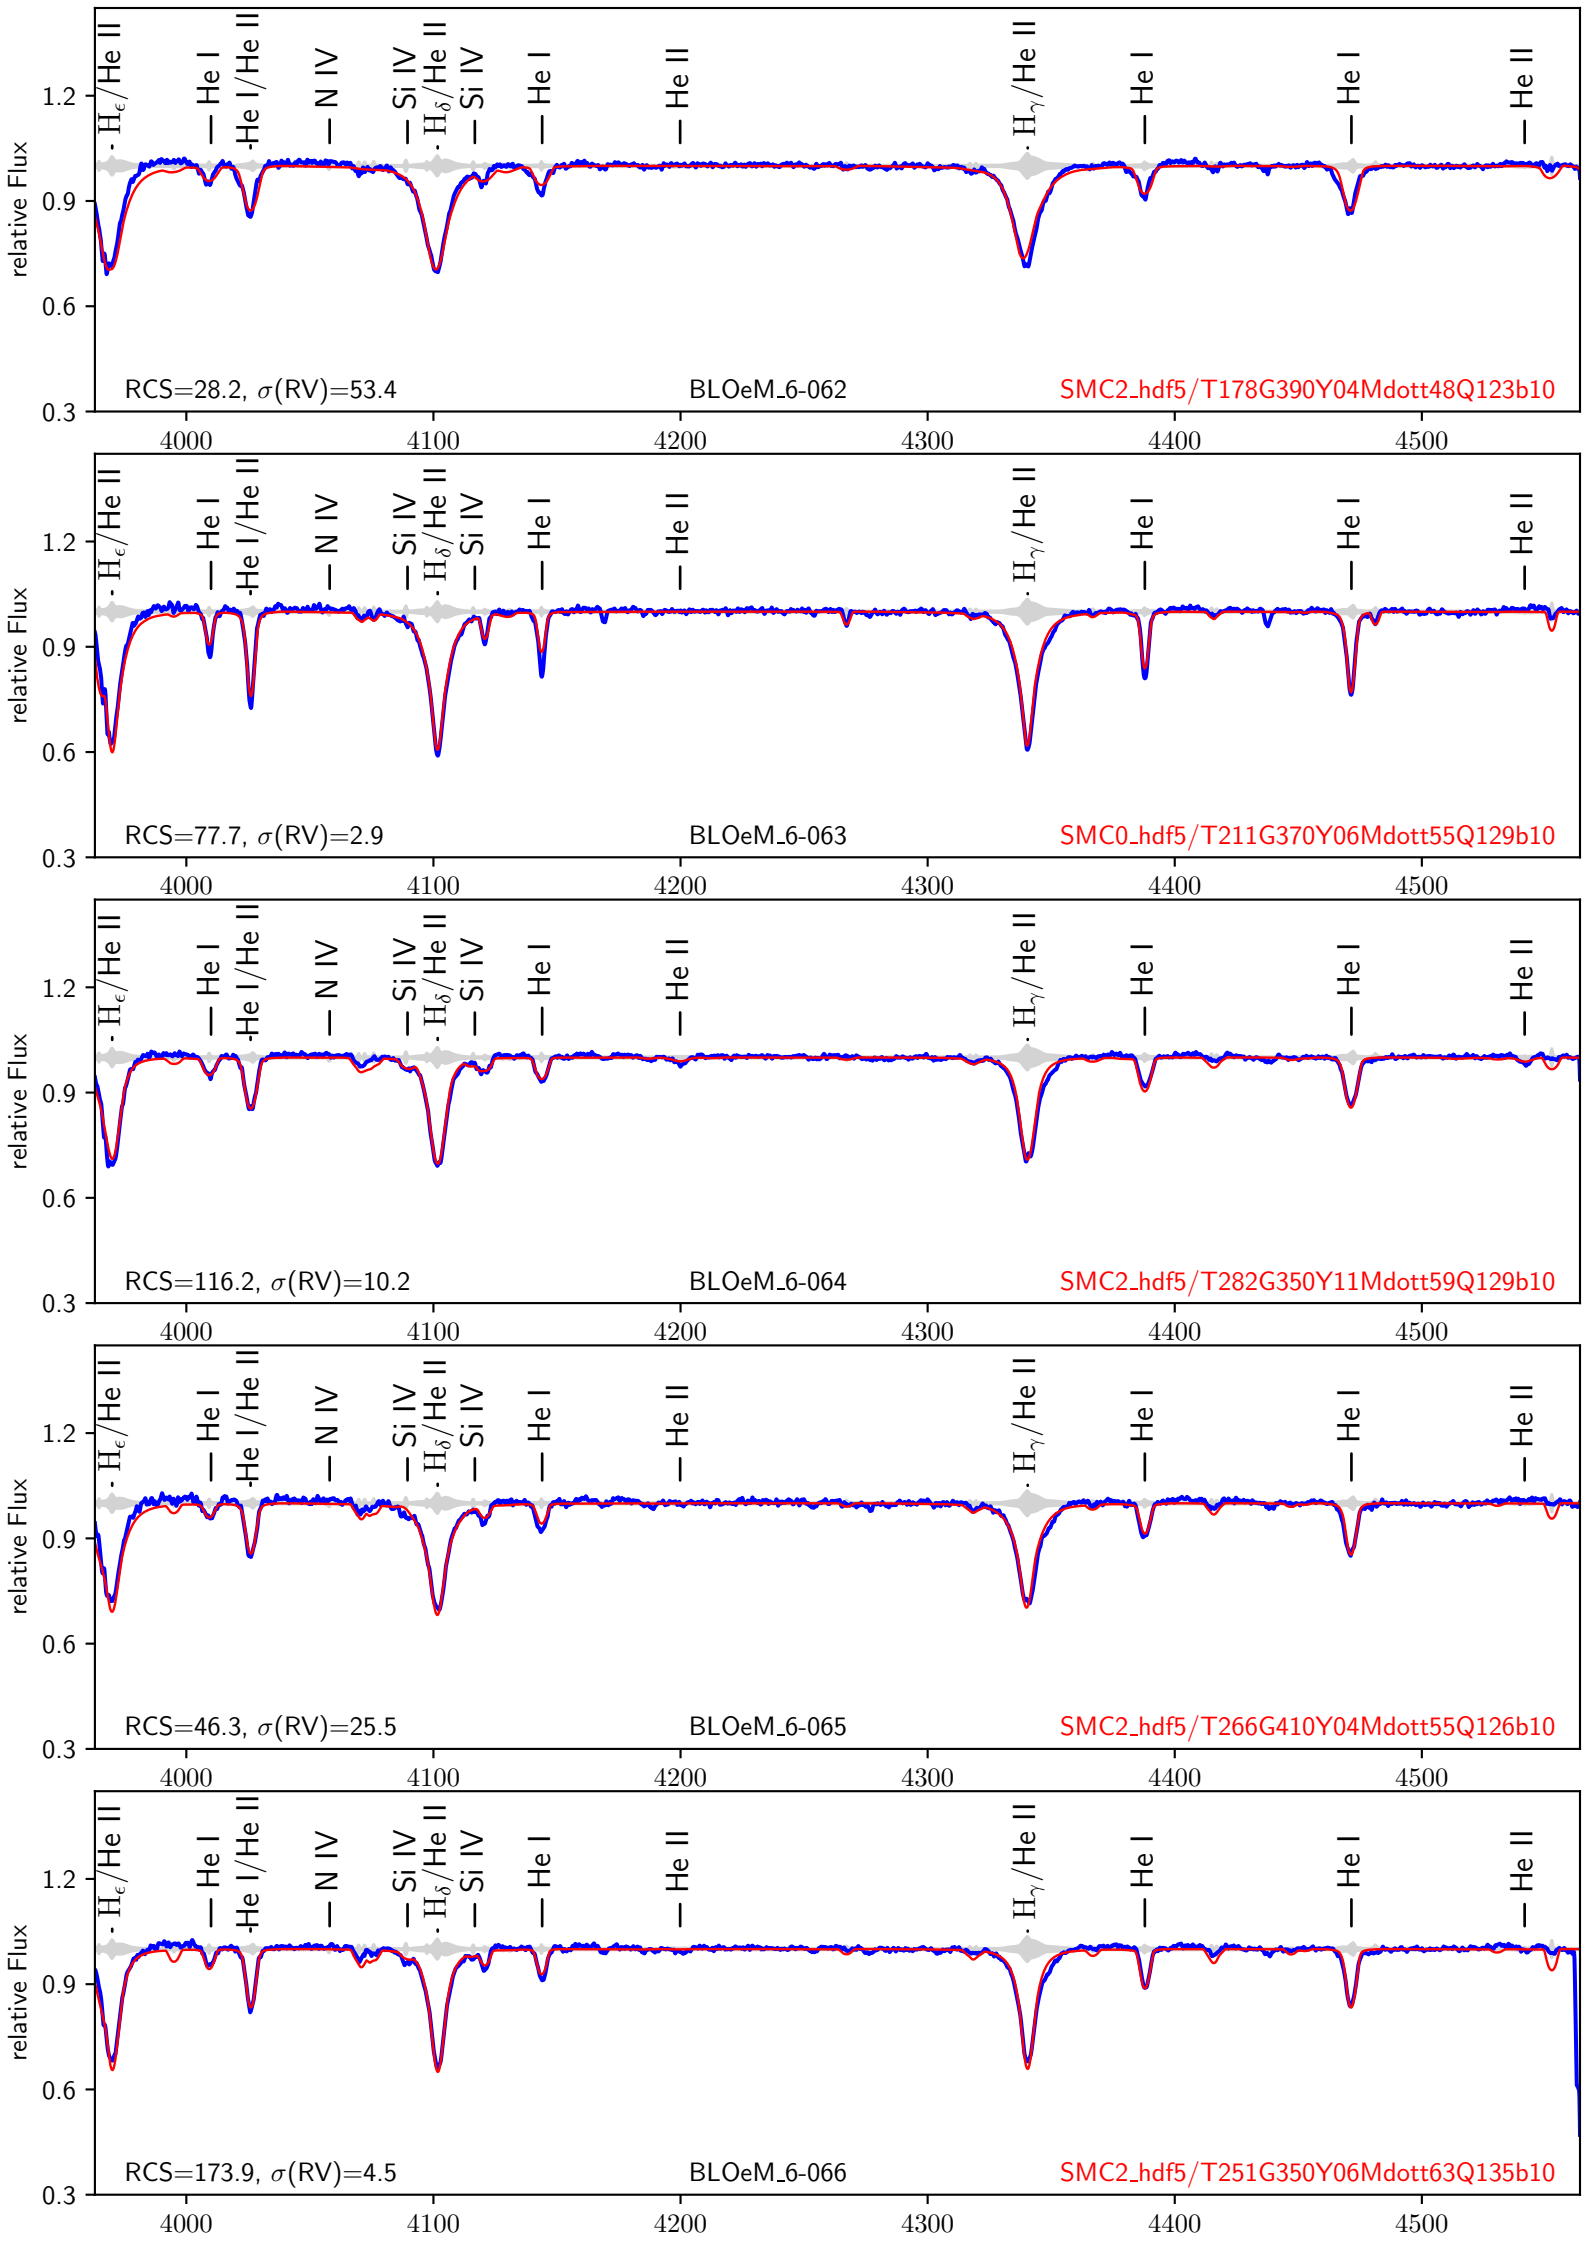 relative Flux
1.2
0.9
0.6
0.3
Hϵ/He II
He I
He I/He II
N IV
Si IV
Hδ/He II
Si IV
He I
He II
Hγ/He II
He I
He I
He II
RCS=28.2, σ(RV)=53.4
BLOeM_6-062
SMC2_hdf5/T178G390Y04Mdott48Q123b10
4000 4100 4200 4300 4400 4500
relative Flux
1.2
0.9
0.6
0.3
Hϵ/He II
He I
He I/He II
N IV
Si IV
Hδ/He II
Si IV
He I
He II
Hγ/He II
He I
He I
He II
RCS=77.7, σ(RV)=2.9
BLOeM_6-063
SMC0_hdf5/T211G370Y06Mdott55Q129b10
4000 4100 4200 4300 4400 4500
relative Flux
1.2
0.9
0.6
0.3
Hϵ/He II
He I
He I/He II
N IV
Si IV
Hδ/He II
Si IV
He I
He II
Hγ/He II
He I
He I
He II
RCS=116.2, σ(RV)=10.2
BLOeM_6-064
SMC2_hdf5/T282G350Y11Mdott59Q129b10
4000 4100 4200 4300 4400 4500
relative Flux
1.2
0.9
0.6
0.3
Hϵ/He II
He I
He I/He II
N IV
Si IV
Hδ/He II
Si IV
He I
He II
Hγ/He II
He I
He I
He II
RCS=46.3, σ(RV)=25.5
BLOeM_6-065
SMC2_hdf5/T266G410Y04Mdott55Q126b10
4000 4100 4200 4300 4400 4500
relative Flux
1.2
0.9
0.6
0.3
Hϵ/He II
He I
He I/He II
N IV
Si IV
Hδ/He II
Si IV
He I
He II
Hγ/He II
He I
He I
He II
RCS=173.9, σ(RV)=4.5
BLOeM_6-066
SMC2_hdf5/T251G350Y06Mdott63Q135b10
4000 4100 4200 4300 4400 4500